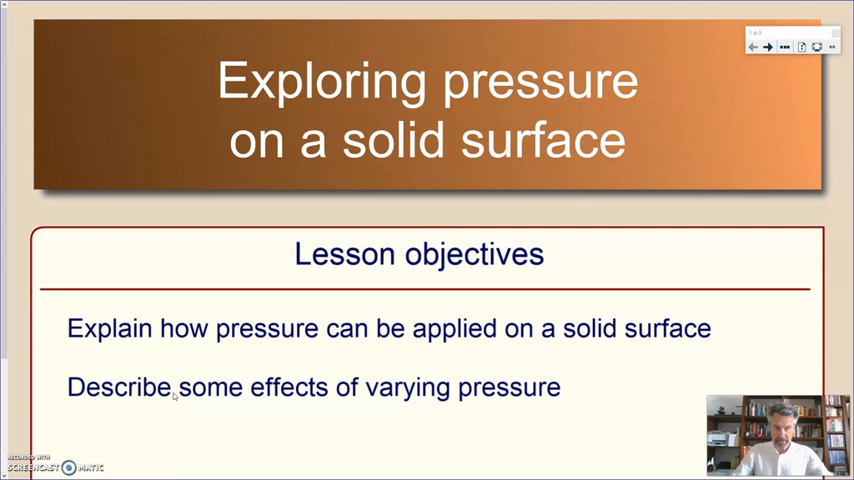 Exploring pressure
on a solid surface
Lesson objectives
Explain how pressure can be applied on a solid surface
Describe some effects of varying pressure
RECORDED WITH
SCREENCAST MATIC